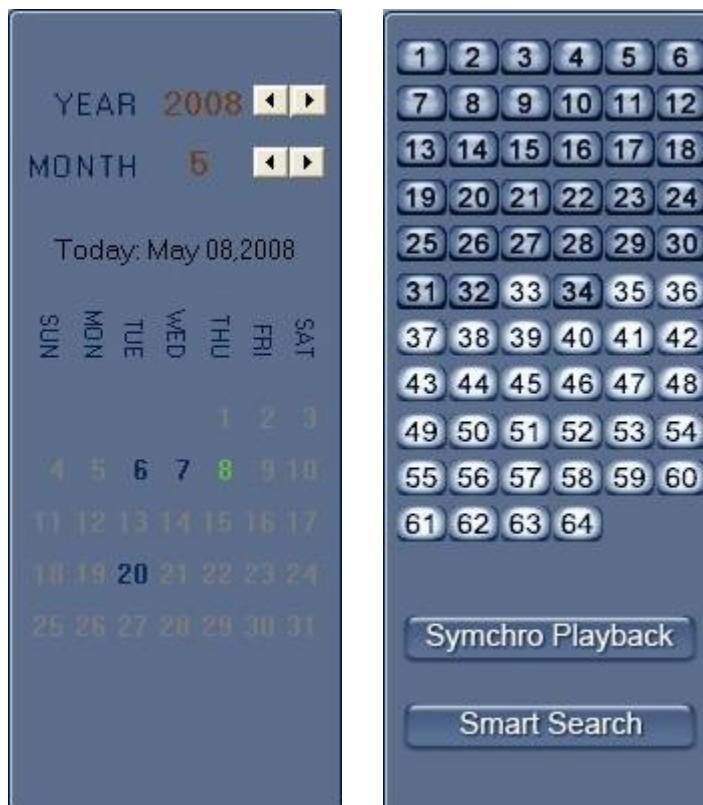 YEAR 2008
MONTH 5
Today: May 08,2008
SUN MON TUE WED THU FRI SAT
1 2 3
4 5 6 7 8 9 10
11 12 13 14 15 16 17
18 19 20 21 22 23 24
25 26 27 28 29 30 31
1 2 3 4 5 6
7 8 9 10 11 12
13 14 15 16 17 18
19 20 21 22 23 24
25 26 27 28 29 30
31 32 33 34 35 36
37 38 39 40 41 42
43 44 45 46 47 48
49 50 51 52 53 54
55 56 57 58 59 60
61 62 63 64
Symchro Playback
Smart Search